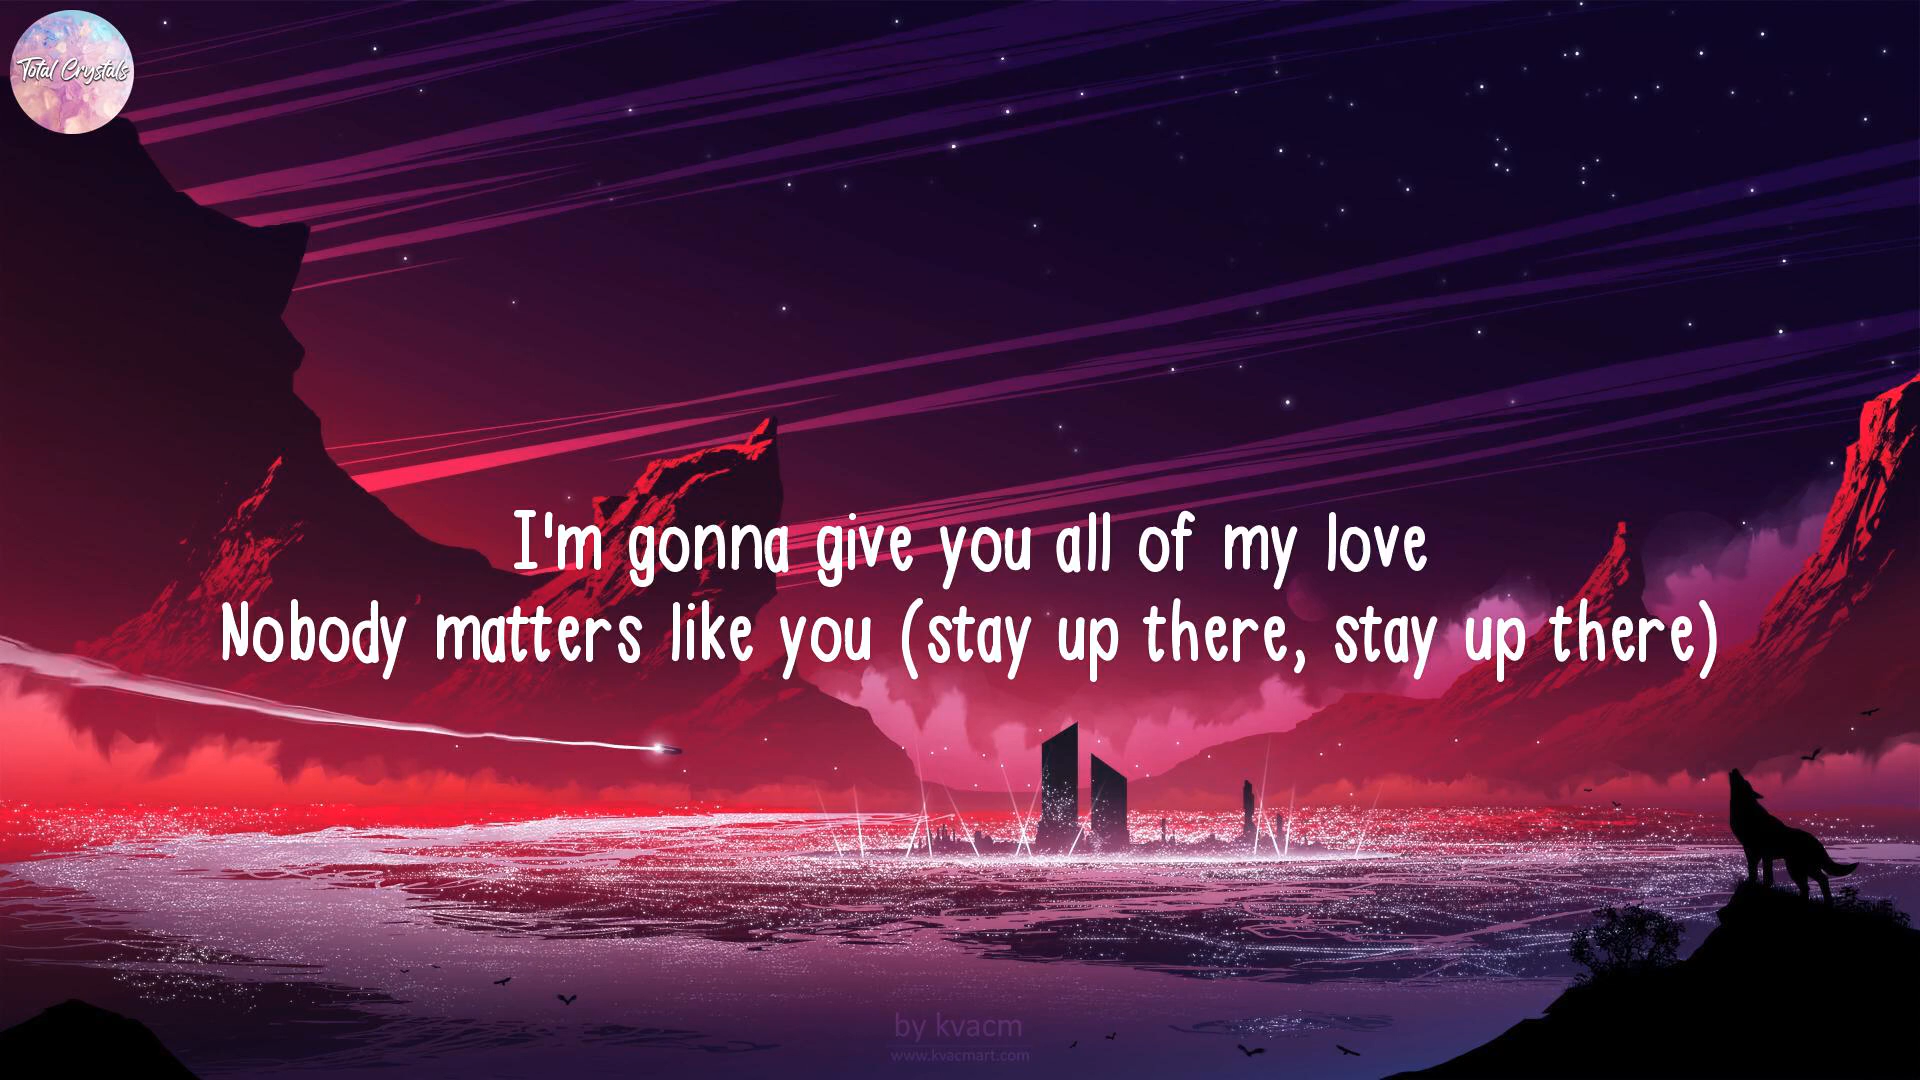 Total Crystals
I'm gonna give you all of my love
Nobody matters like you (stay up there, stay up there)
by kvacm
www.kvacmart.com